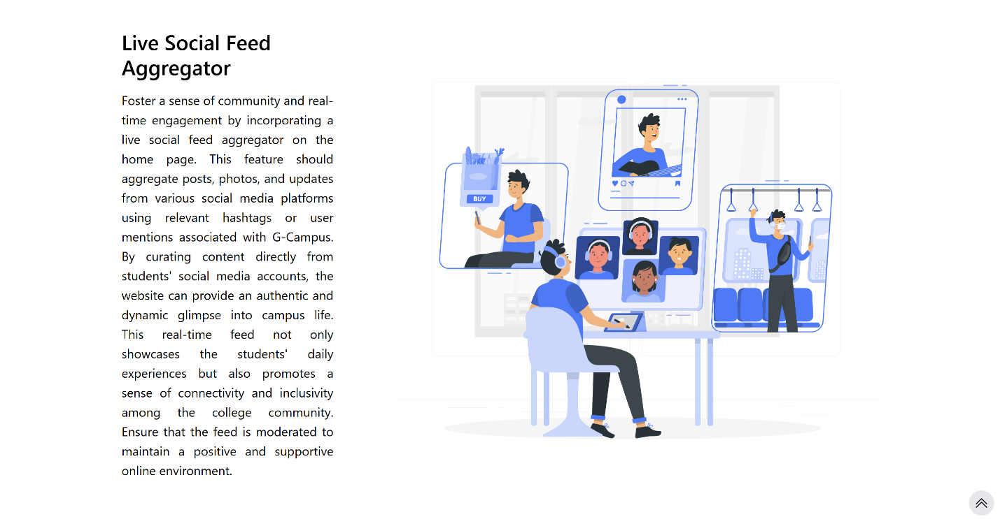 Live Social Feed
Aggregator
Foster a sense of community and real-
time engagement by incorporating a
live social feed aggregator on the
home page. This feature should
aggregate posts, photos, and updates
from various social media platforms
using relevant hashtags or user
mentions associated with G-Campus.
By curating content directly from
students' social media accounts, the
website can provide an authentic and
dynamic glimpse into campus life.
This real-time feed not only
showcases the students' daily
experiences but also promotes a
sense of connectivity and inclusivity
among the college community.
Ensure that the feed is moderated to
maintain a positive and supportive
online environment.
BUY